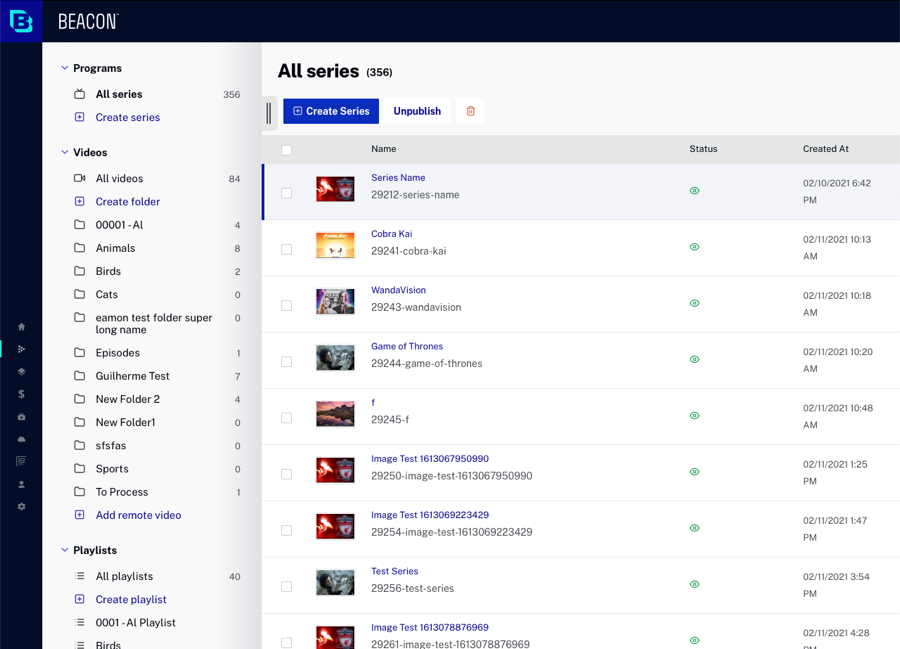 BEACON
Programs
All series 356
Create series
Videos
All videos 84
Create folder
00001 - Al 4
Animals 8
Birds 2
Cats 0
eamon test folder super 0
long name
Episodes 1
Guilherme Test 7
New Folder 2 4
New Folder1 0
sfsfas 0
Sports 0
To Process 1
Add remote video
Playlists
All playlists 40
Create playlist
0001 - Al Playlist
Birds
All series (356)
Create Series Unpublish
Name Status Created At
Series Name
29212-series-name
02/10/2021 6:42
PM
Cobra Kai
29241-cobra-kai
02/11/2021 10:13
AM
WandaVision
29243-wandavision
02/11/2021 10:18
AM
Game of Thrones
29244-game-of-thrones
02/11/2021 10:20
AM
f
29245-f
02/11/2021 10:48
AM
Image Test 1613067950990
29250-image-test-1613067950990
02/11/2021 1:25
PM
Image Test 1613069223429
29254-image-test-1613069223429
02/11/2021 1:47
PM
Test Series
29256-test-series
02/11/2021 3:54
PM
Image Test 1613078876969
29261-image-test-1613078876969
02/11/2021 4:28
PM